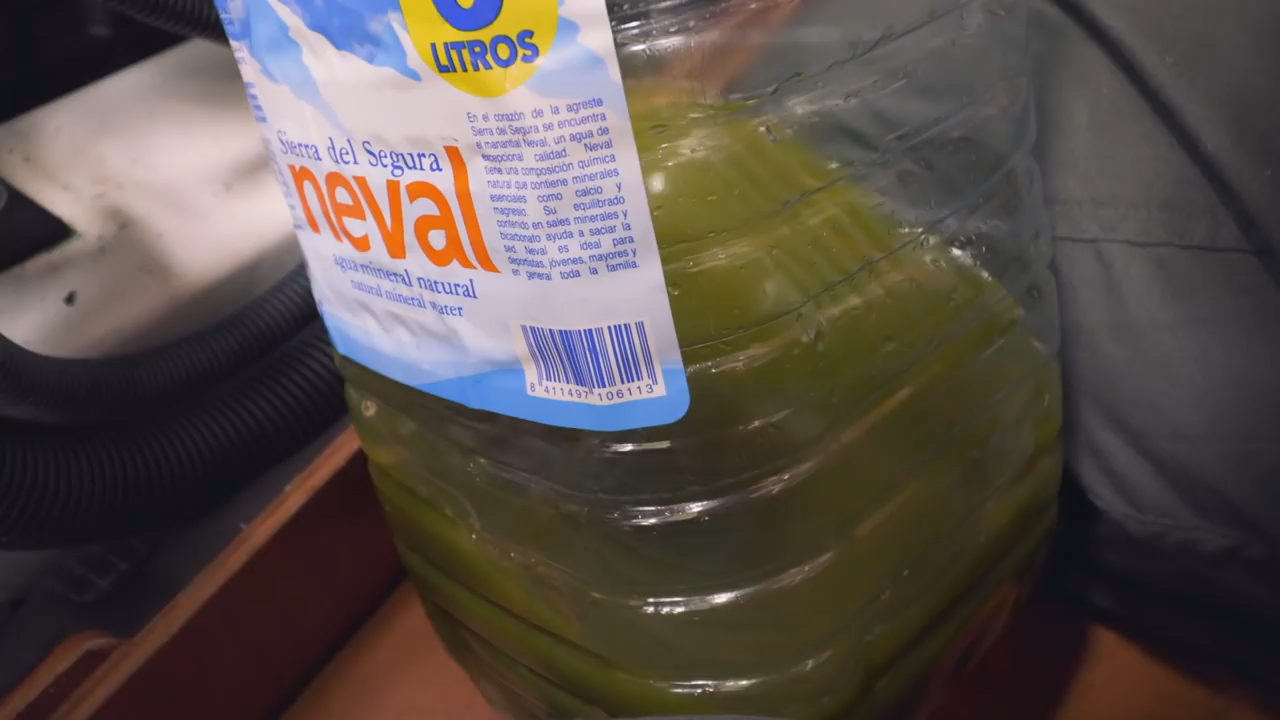 LITROS
Sierra del Segura
neval
agua mineral natural
natural mineral water
En el corazón de la agreste
Sierra del Segura se encuentra
el manantial Neval, un agua de
excepcional calidad. Neval
tiene una composición química
natural que contiene minerales
esenciales como calcio y
magnesio. Su equilibrado
contenido en sales minerales y
bicarbonato ayuda a saciar la
sed. Neval es ideal para
deportistas, jóvenes, mayores y
en general toda la familia.
8 411497 106113